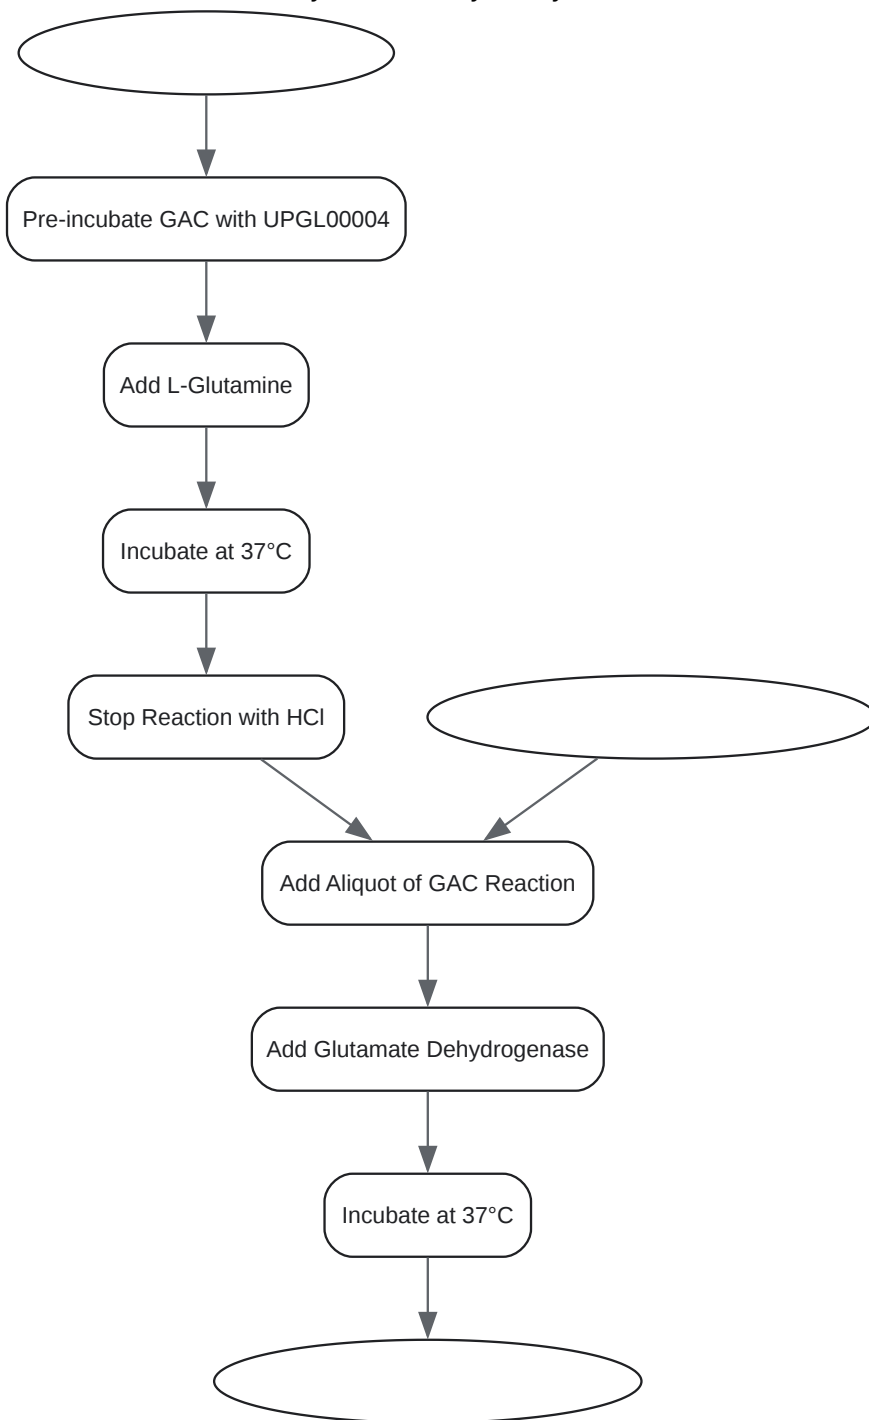 Pre-incubate GAC with UPGL00004
Add L-Glutamine
Incubate at 37°C
Stop Reaction with HCl
Add Aliquot of GAC Reaction
Add Glutamate Dehydrogenase
Incubate at 37°C